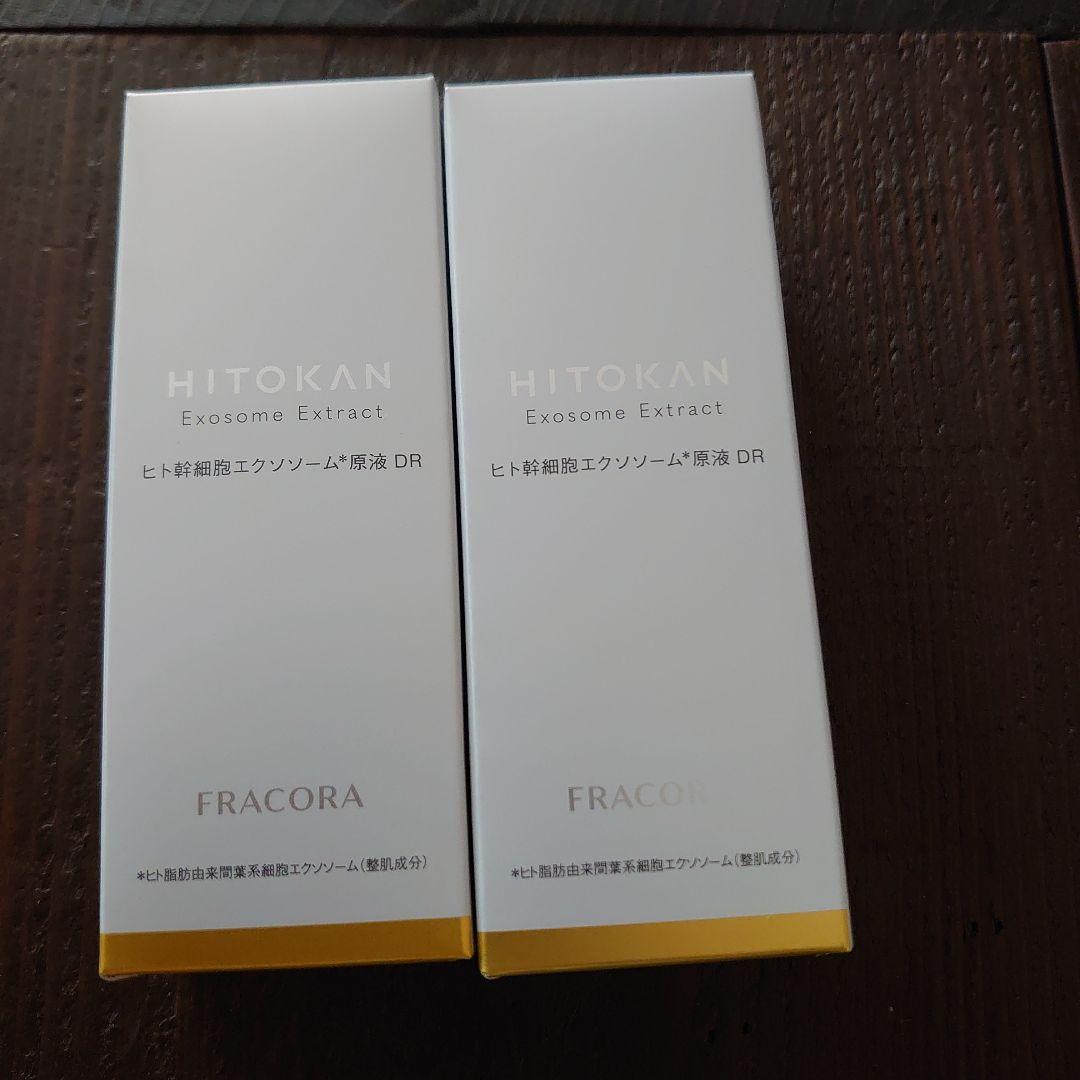 HITOKAN
Exosome Extract
ヒト幹細胞エクソソーム*原液 DR
FRACORA
*ヒト脂肪由来間葉系細胞エクソソーム(整肌成分)
HITOKAN
Exosome Extract
ヒト幹細胞エクソソーム*原液 DR
FRACOR
*ヒト脂肪由来間葉系細胞エクソソーム(整肌成分)